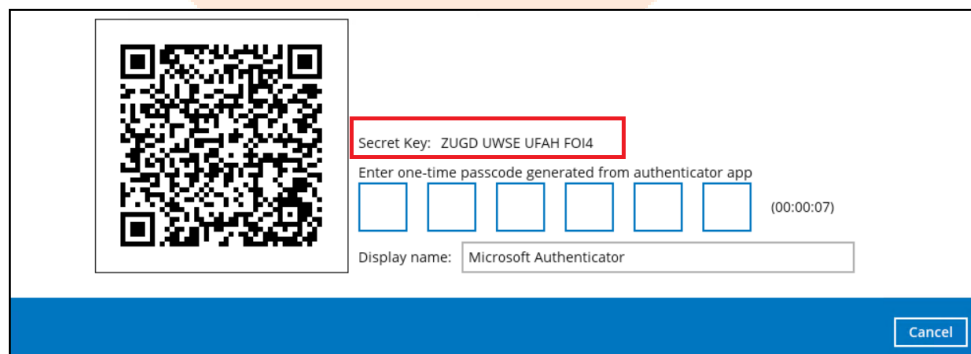 Secret Key: ZUGD UWSE UFAH FOI4
Enter one-time passcode generated from authenticator app
(00:00:07)
Display name: Microsoft Authenticator
Cancel